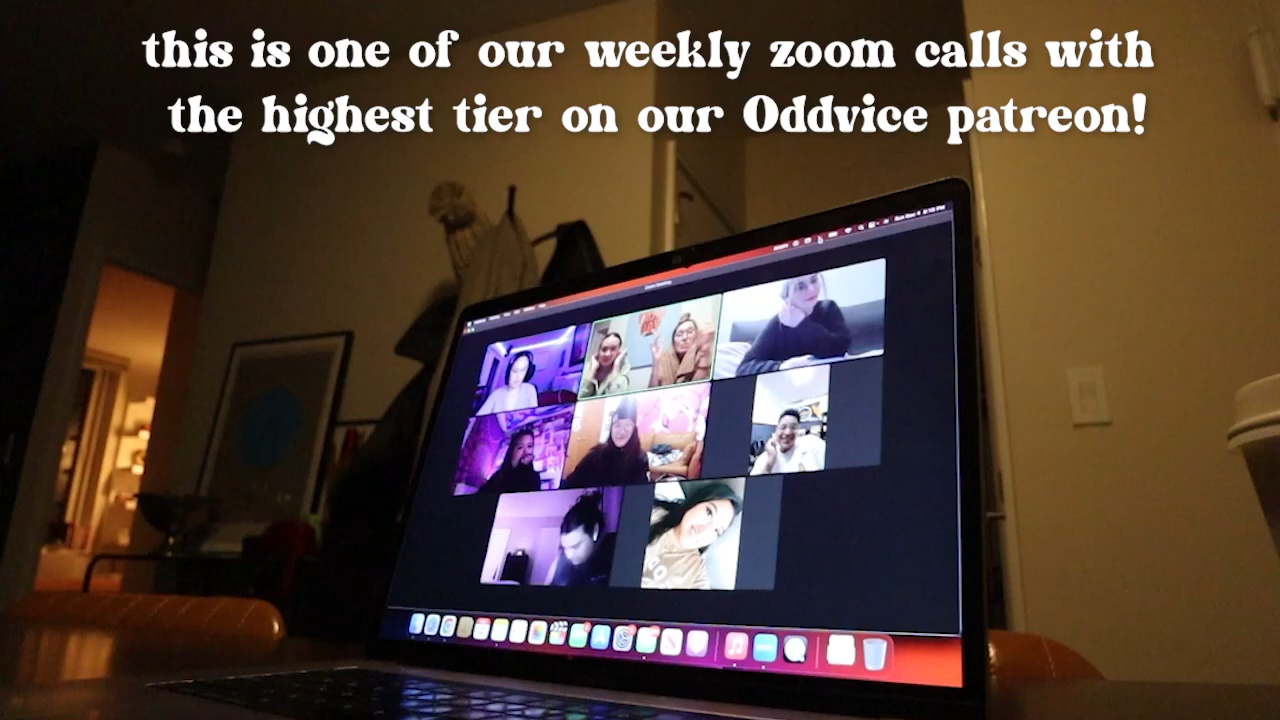 this is one of our weekly zoom calls with
the highest tier on our Oddvice patreon!